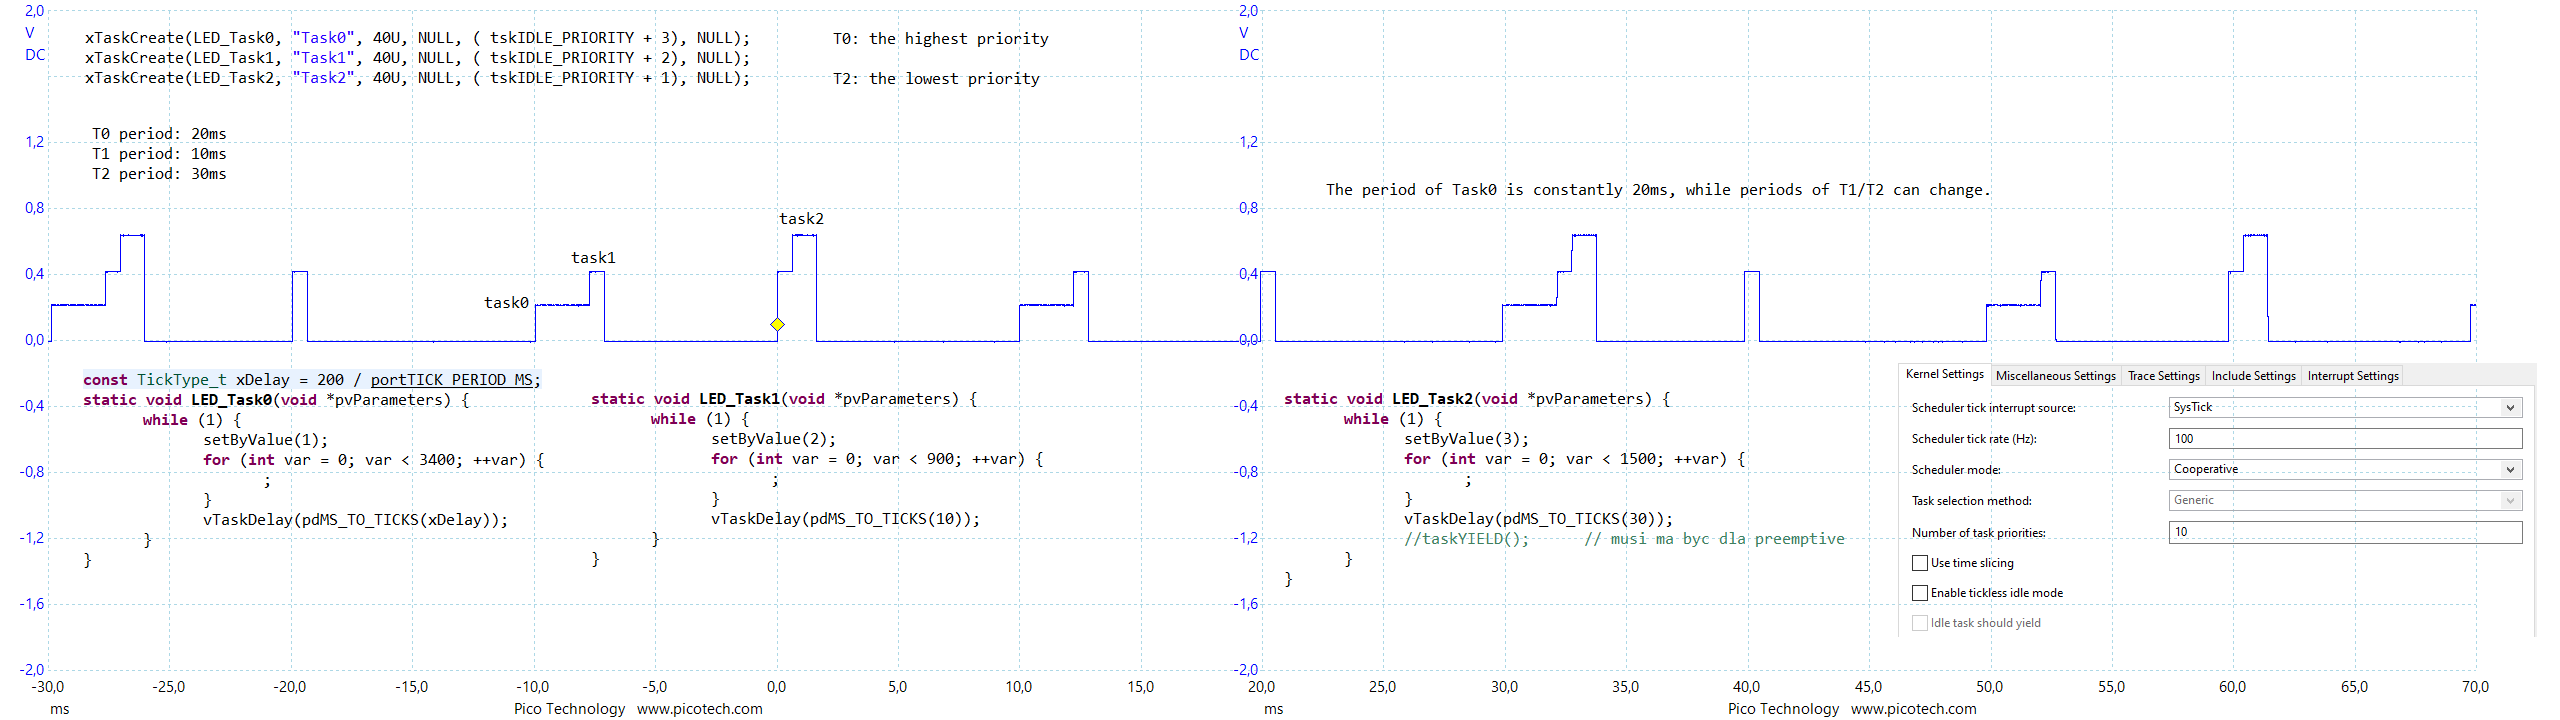 2,0
V
DC
xTaskCreate(LED_Task0, "Task0", 40U, NULL, ( tskIDLE_PRIORITY + 3), NULL);
xTaskCreate(LED_Task1, "Task1", 40U, NULL, ( tskIDLE_PRIORITY + 2), NULL);
xTaskCreate(LED_Task2, "Task2", 40U, NULL, ( tskIDLE_PRIORITY + 1), NULL);
T0: the highest priority
T2: the lowest priority
2,0
V
DC
T0 period: 20ms
T1 period: 10ms
T2 period: 30ms
1,2
0,8
0,4
0,0
-0,4
-0,8
-1,2
-1,6
-2,0
1,2
0,8
0,4
0,0
-0,4
-0,8
-1,2
-1,6
-2,0
The period of Task0 is constantly 20ms, while periods of T1/T2 can change.
task0
task1
task2
const TickType_t xDelay = 200 / portTICK_PERIOD_MS;
static void LED_Task0(void *pvParameters) {
while (1) {
setByValue(1);
for (int var = 0; var < 3400; ++var) {
;
}
vTaskDelay(pdMS_TO_TICKS(xDelay));
}
}
static void LED_Task1(void *pvParameters) {
while (1) {
setByValue(2);
for (int var = 0; var < 900; ++var) {
;
}
vTaskDelay(pdMS_TO_TICKS(10));
}
}
static void LED_Task2(void *pvParameters) {
while (1) {
setByValue(3);
for (int var = 0; var < 1500; ++var) {
;
}
vTaskDelay(pdMS_TO_TICKS(30));
//taskYIELD(); // musi ma byc dla preemptive
}
}
Kernel Settings Miscellaneous Settings Trace Settings Include Settings Interrupt Settings
Scheduler tick interrupt source: SysTick
Scheduler tick rate (Hz): 100
Scheduler mode: Cooperative
Task selection method: Generic
Number of task priorities: 10
Use time slicing
Enable tickless idle mode
Idle task should yield
-30,0 -25,0 -20,0 -15,0 -10,0 -5,0 0,0 5,0 10,0 15,0 20,0 25,0 30,0 35,0 40,0 45,0 50,0 55,0 60,0 65,0 70,0
ms Pico Technology www.picotech.com ms Pico Technology www.picotech.com